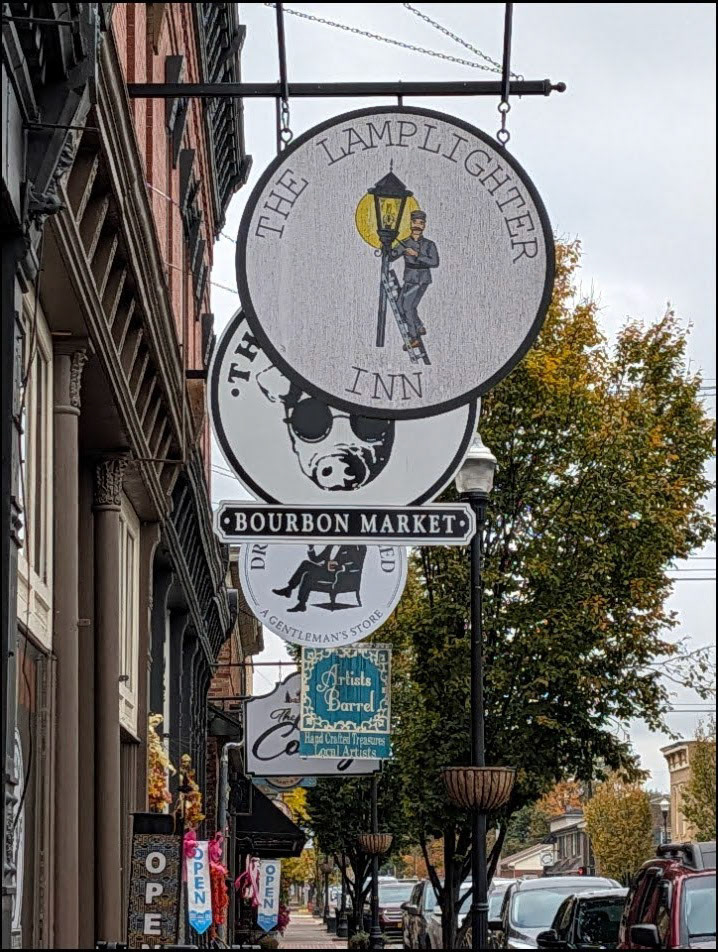 THE LAMPLIGHTER
INN
BOURBON MARKET
A GENTLEMAN'S STORE
Artists
Barrel
Hand Crafted Treasures
Local Artists
OPEN
OPEN
OPEN